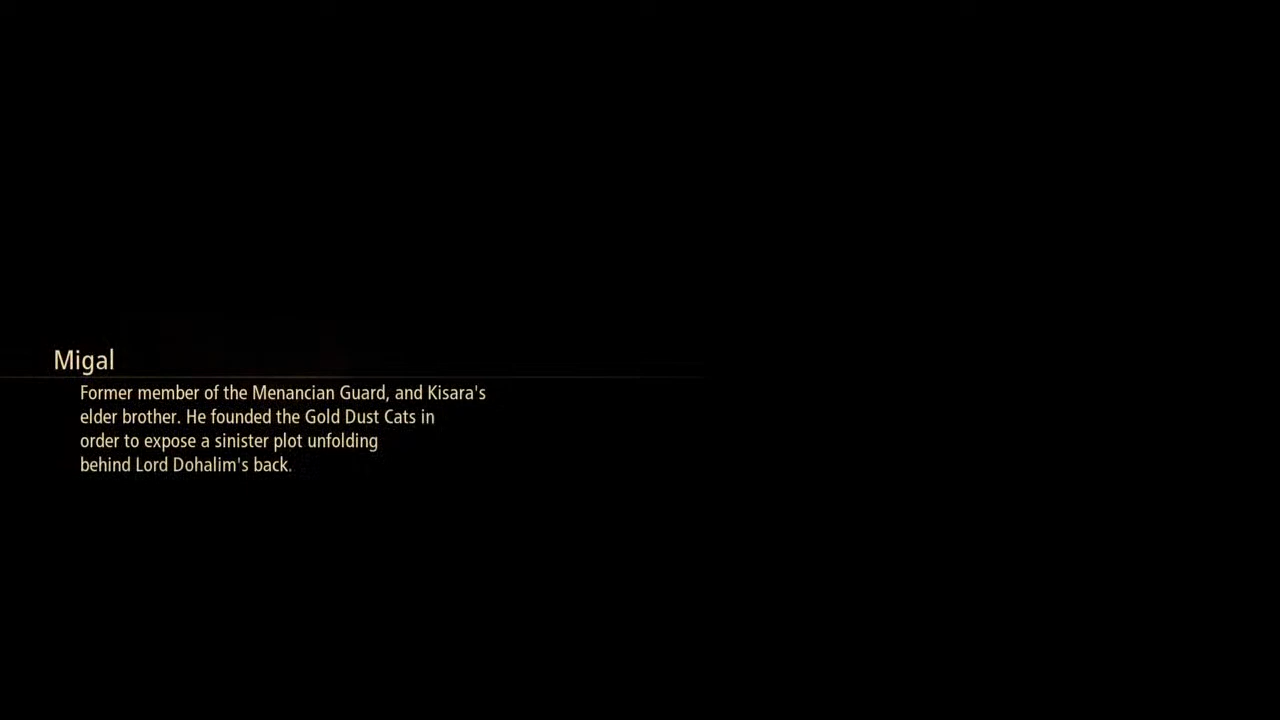 Migal
Former member of the Menancian Guard, and Kisara's
elder brother. He founded the Gold Dust Cats in
order to expose a sinister plot unfolding
behind Lord Dohalim's back.